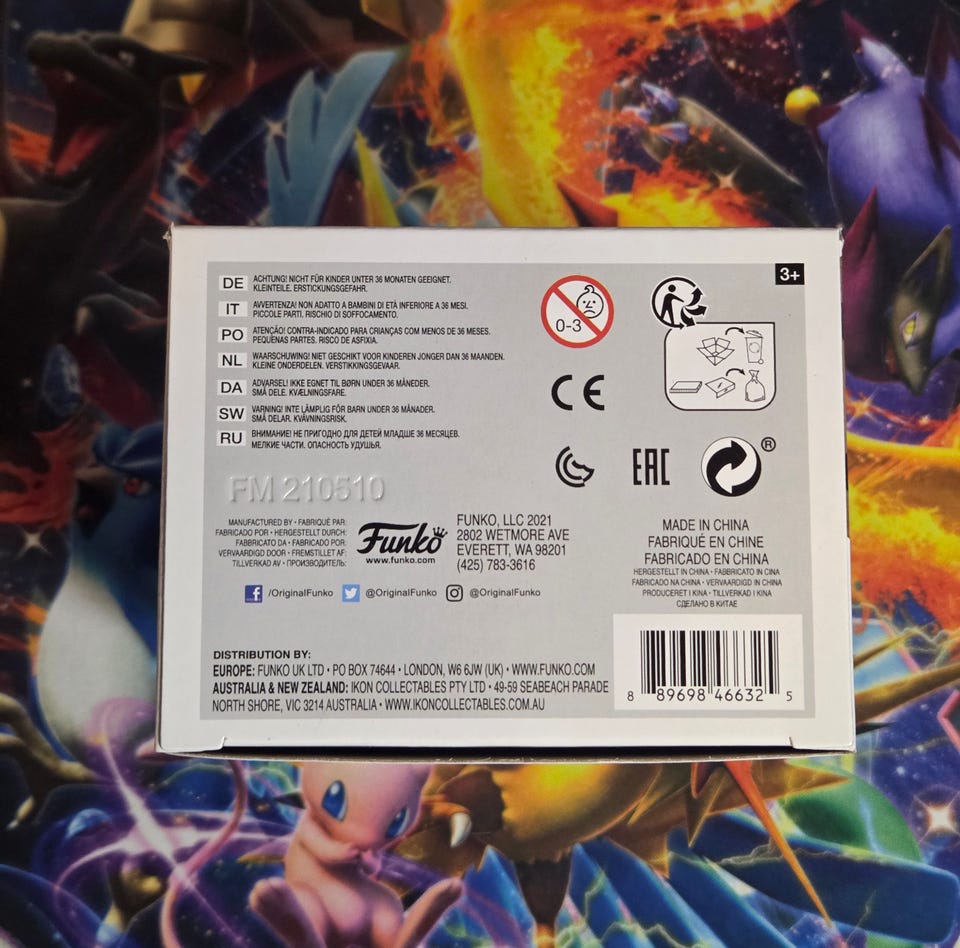 3+
DE ACHTUNG! NICHT FÜR KINDER UNTER 36 MONATEN GEEIGNET.
KLEINTEILE. ERSTICKUNGSGEFAHR.
IT AVVERTENZA! NON ADATTO A BAMBINI DI ETÀ INFERIORE A 36 MESI.
PICCOLE PARTI. RISCHIO DI SOFFOCAMENTO.
PO ATENÇÃO! CONTRA-INDICADO PARA CRIANÇAS COM MENOS DE 36 MESES.
PEQUENAS PARTES. RISCO DE ASFIXIA.
NL WAARSCHUWING! NIET GESCHIKT VOOR KINDEREN JONGER DAN 36 MAANDEN.
KLEINE ONDERDELEN. VERSTIKKINGSGEVAAR.
DA ADVARSEL! IKKE EGNET TIL BØRN UNDER 36 MÅNEDER.
SMÅ DELE. KVÆLNINGSFARE.
SW VARNING! INTE LÄMPLIG FÖR BARN UNDER 36 MÅNADER.
SMÅ DELAR. KVÄVNINGSRISK.
RU ВНИМАНИЕ! НЕ ПРИГОДНО ДЛЯ ДЕТЕЙ МЛАДШЕ 36 МЕСЯЦЕВ.
МЕЛКИЕ ЧАСТИ. ОПАСНОСТЬ УДУШЬЯ.
0-3
CE
EAC
®
FM 210510
MANUFACTURED BY • FABRIQUÉ PAR:
FABRICADO POR • HERGESTELLT DURCH:
FABBRICATO DA • FABRICADO POR:
VERVAARDIGD DOOR • FREMSTILLET AF:
TILLVERKAD AV • ПРОИЗВОДИТЕЛЬ:
Funko
www.funko.com
FUNKO, LLC 2021
2802 WETMORE AVE
EVERETT, WA 98201
(425) 783-3616
/OriginalFunko @OriginalFunko @OriginalFunko
MADE IN CHINA
FABRIQUÉ EN CHINE
FABRICADO EN CHINA
HERGESTELLT IN CHINA • FABBRICATO IN CINA
FABRICADO NA CHINA • VERVAARDIGD IN CHINA
PRODUCERET I KINA • TILLVERKAD I KINA
СДЕЛАНО В КИТАЕ
DISTRIBUTION BY:
EUROPE: FUNKO UK LTD • PO BOX 74644 • LONDON, W6 6JW (UK) • WWW.FUNKO.COM
AUSTRALIA & NEW ZEALAND: IKON COLLECTABLES PTY LTD • 49-59 SEABEACH PARADE
NORTH SHORE, VIC 3214 AUSTRALIA • WWW.IKONCOLLECTABLES.COM.AU
8 89698 46632 5